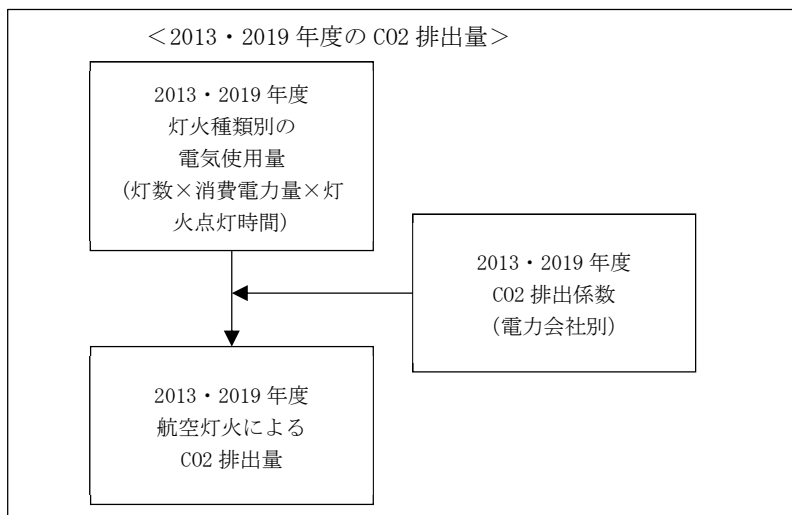 ＜2013・2019 年度の CO2 排出量＞
2013・2019 年度
灯火種類別の
電気使用量
(灯数×消費電力量×灯
火点灯時間)
2013・2019 年度
CO2 排出係数
(電力会社別)
2013・2019 年度
航空灯火による
CO2 排出量